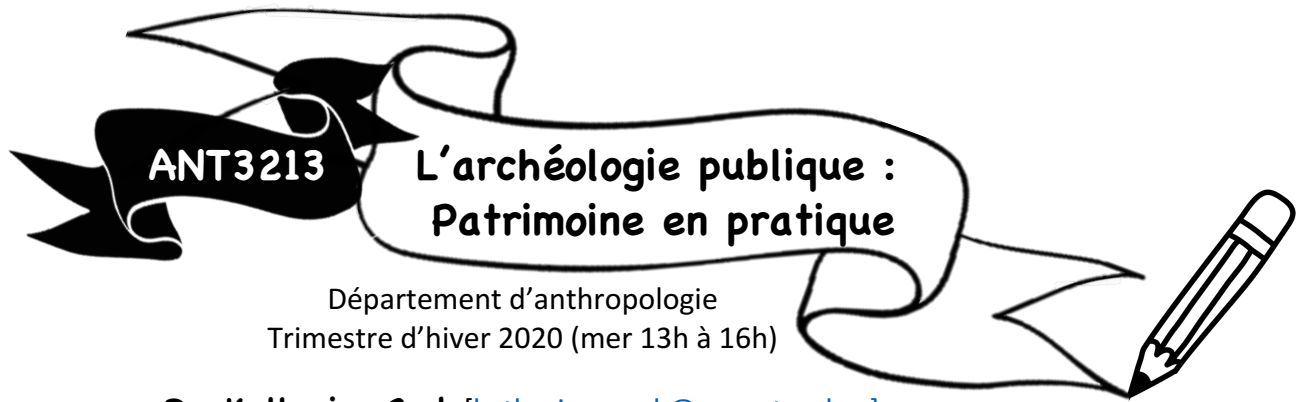 ANT3213
L'archéologie publique :
Patrimoine en pratique
Département d'anthropologie
Trimestre d'hiver 2020 (mer 13h à 16h)